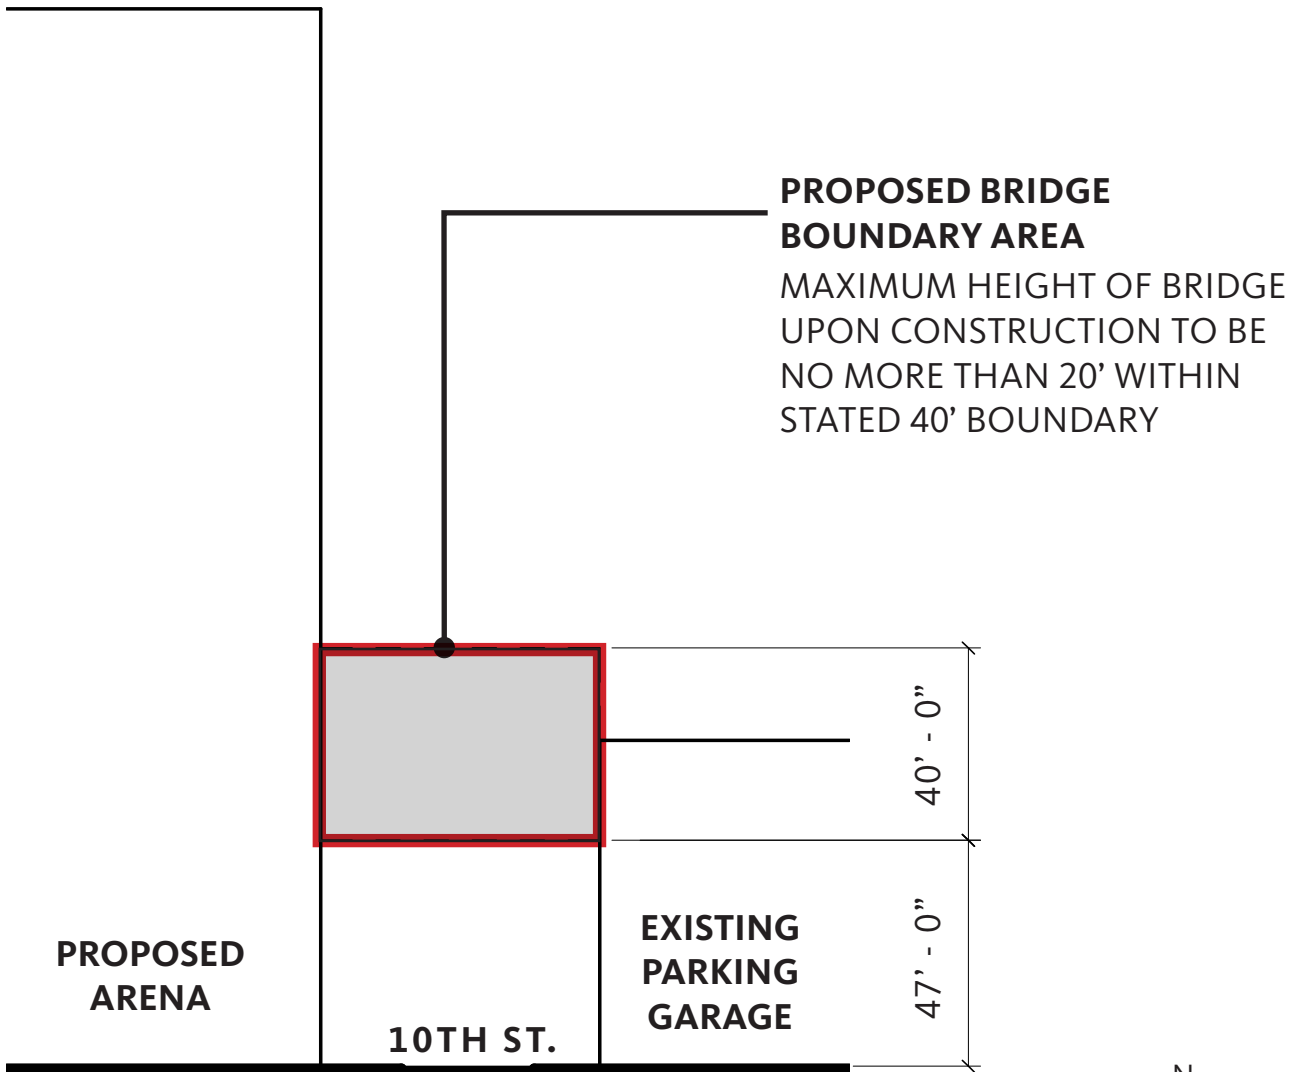 PROPOSED BRIDGE
BOUNDARY AREA
MAXIMUM HEIGHT OF BRIDGE
UPON CONSTRUCTION TO BE
NO MORE THAN 20’ WITHIN
STATED 40’ BOUNDARY
40’ - 0”
47’ - 0”
PROPOSED
ARENA
EXISTING
PARKING
GARAGE
10TH ST.
N